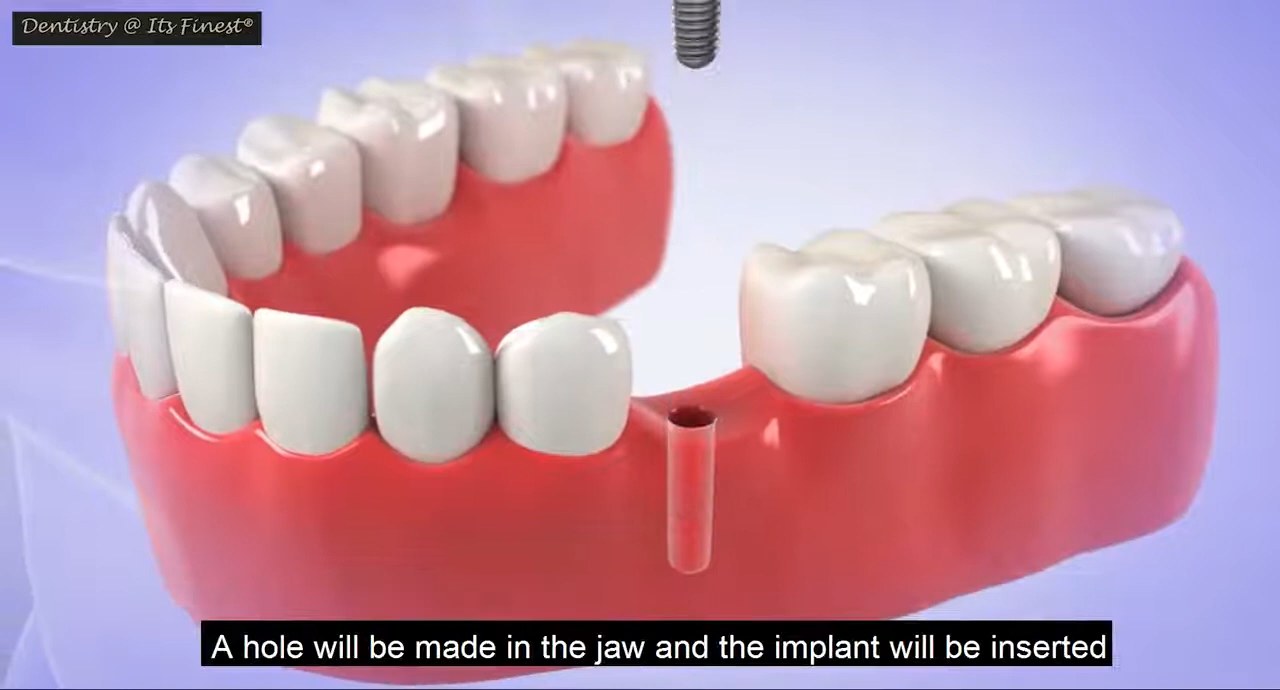 Dentistry @ Its Finest®
A hole will be made in the jaw and the implant will be inserted